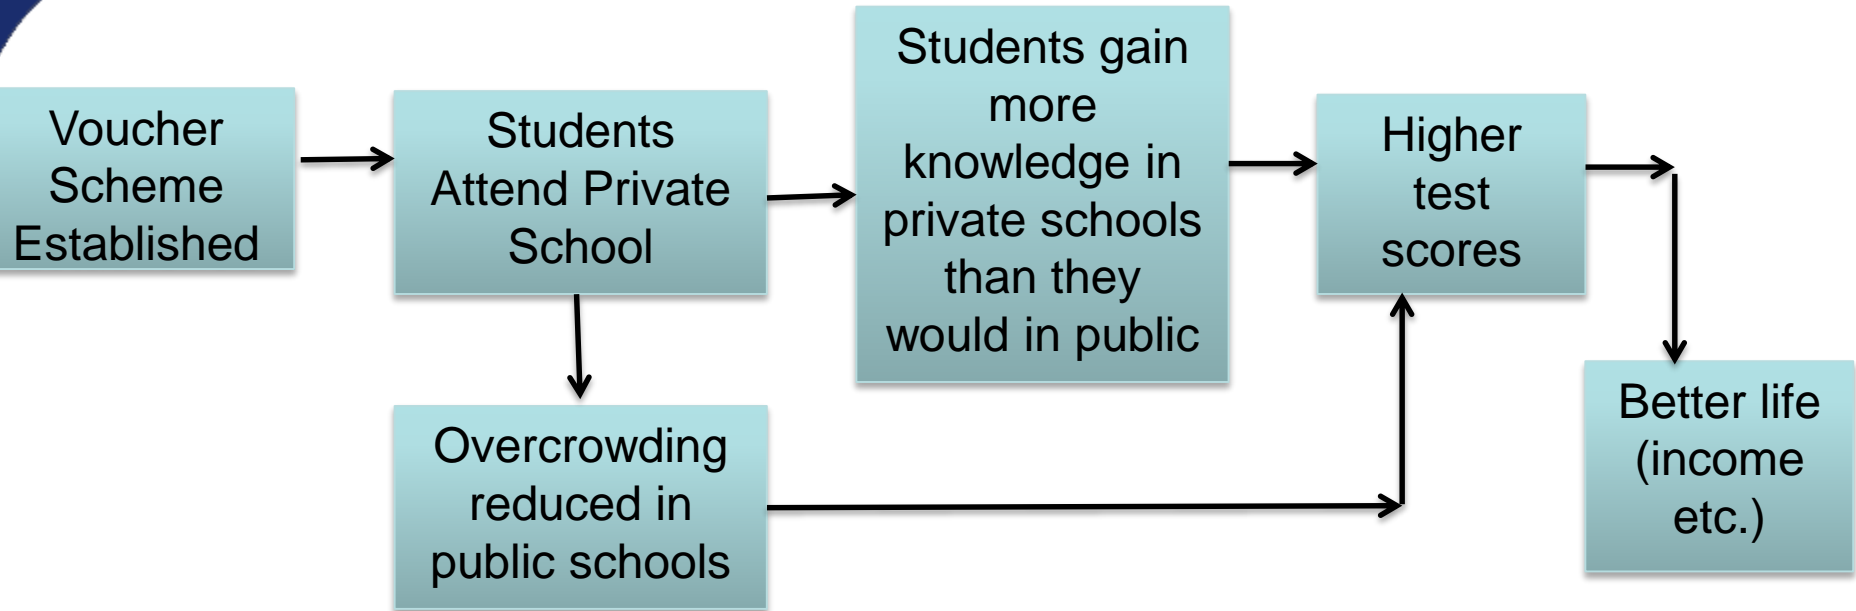 Voucher
Scheme
Established
Students
Attend Private
School
Students gain
more
knowledge in
private schools
than they
would in public
Higher
test
scores
Overcrowding
reduced in
public schools
Better life
(income
etc.)